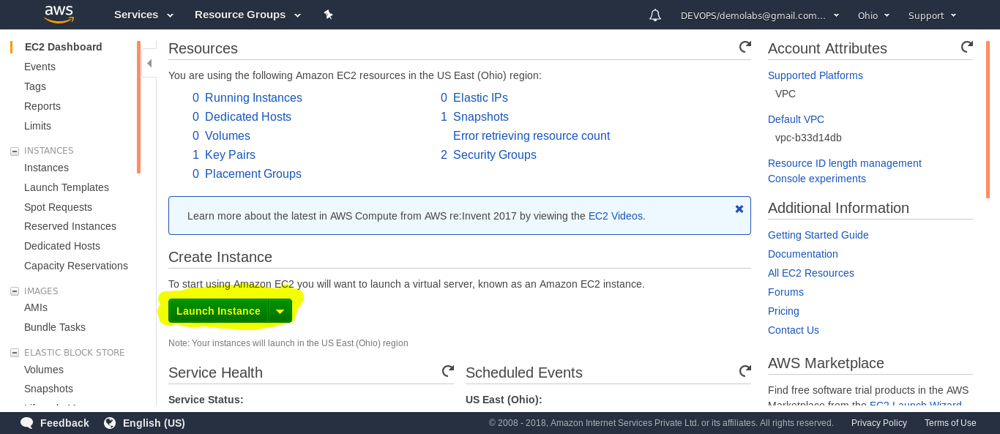 aws
Services
Resource Groups
DEVOPS/demolabs@gmail.com...
Ohio
Support
EC2 Dashboard
Events
Tags
Reports
Limits
INSTANCES
Instances
Launch Templates
Spot Requests
Reserved Instances
Dedicated Hosts
Capacity Reservations
IMAGES
AMIs
Bundle Tasks
ELASTIC BLOCK STORE
Volumes
Snapshots
Resources
You are using the following Amazon EC2 resources in the US East (Ohio) region:
0 Running Instances
0 Dedicated Hosts
0 Volumes
1 Key Pairs
0 Placement Groups
0 Elastic IPs
1 Snapshots
Error retrieving resource count
2 Security Groups
Learn more about the latest in AWS Compute from AWS re:Invent 2017 by viewing the EC2 Videos.
Create Instance
To start using Amazon EC2 you will want to launch a virtual server, known as an Amazon EC2 instance.
Launch Instance
Note: Your instances will launch in the US East (Ohio) region
Service Health
Service Status:
Scheduled Events
US East (Ohio):
Account Attributes
Supported Platforms
VPC
Default VPC
vpc-b33d14db
Resource ID length management
Console experiments
Additional Information
Getting Started Guide
Documentation
All EC2 Resources
Forums
Pricing
Contact Us
AWS Marketplace
Find free software trial products in the AWS
Marketplace from the EC2 Launch Wizard
Feedback
English (US)
© 2008 - 2018, Amazon Internet Services Private Ltd. or its affiliates. All rights reserved.
Privacy Policy
Terms of Use